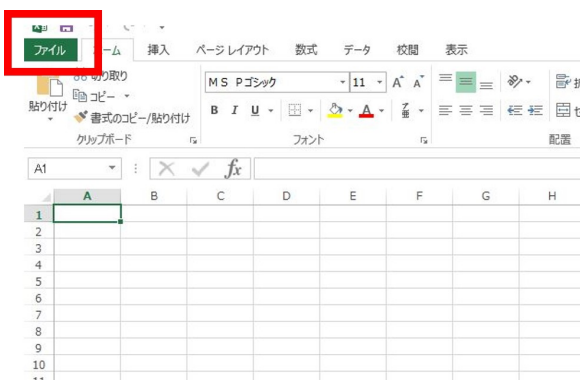 ファイル ホーム 挿入 ページ レイアウト 数式 データ 校閲 表示
切り取り
コピー
書式のコピー/貼り付け
貼り付け
クリップボード
MS Pゴシック 11 A A
B I U A 亜
フォント
配置
A1 fx
A B C D E F G H
1
2
3
4
5
6
7
8
9
10
11